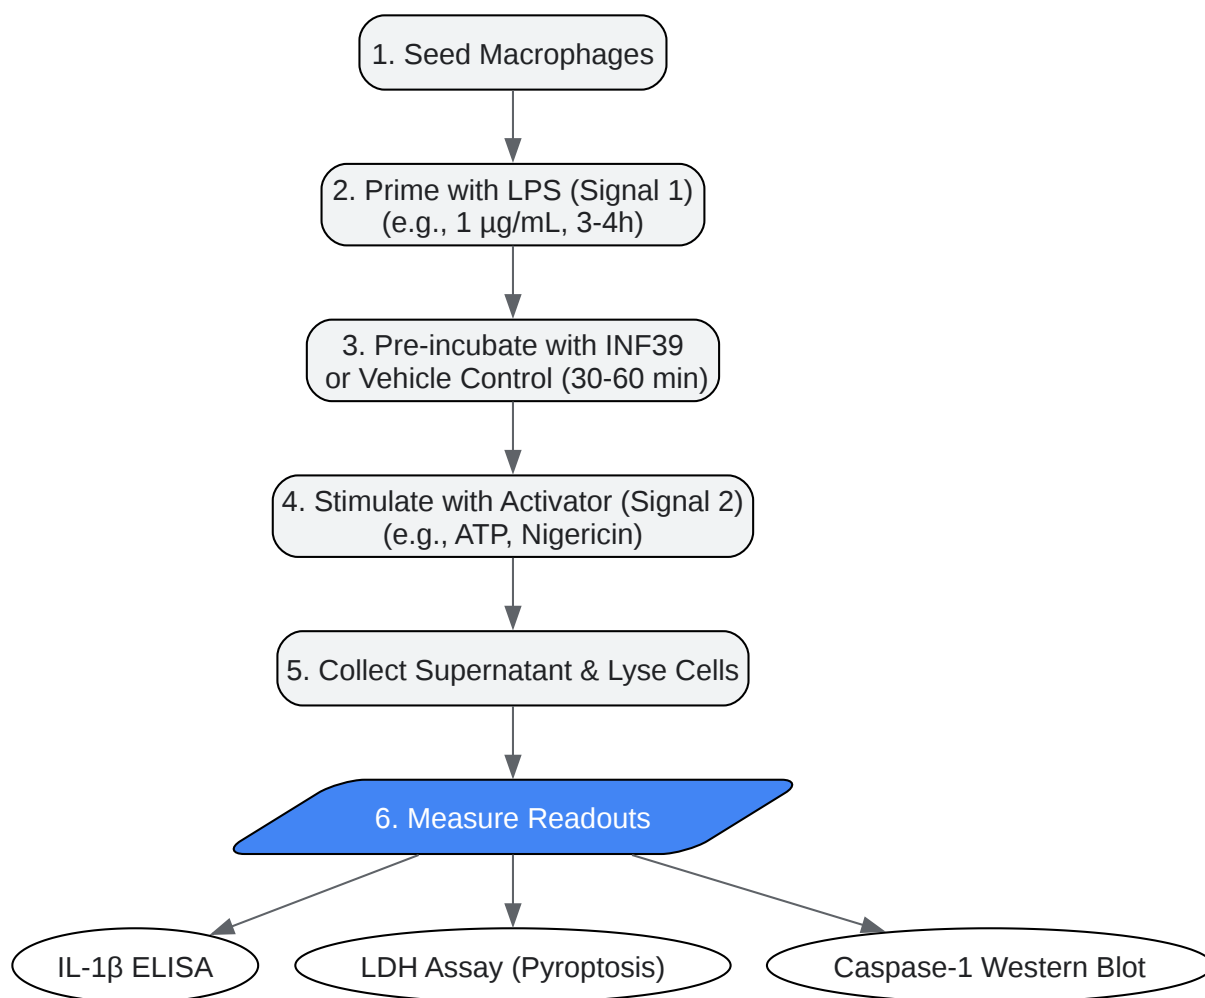 1. Seed Macrophages
2. Prime with LPS (Signal 1)
(e.g., 1 µg/mL, 3-4h)
3. Pre-incubate with INF39
or Vehicle Control (30-60 min)
4. Stimulate with Activator (Signal 2)
(e.g., ATP, Nigericin)
5. Collect Supernatant & Lyse Cells
6. Measure Readouts
IL-1β ELISA
LDH Assay (Pyroptosis)
Caspase-1 Western Blot